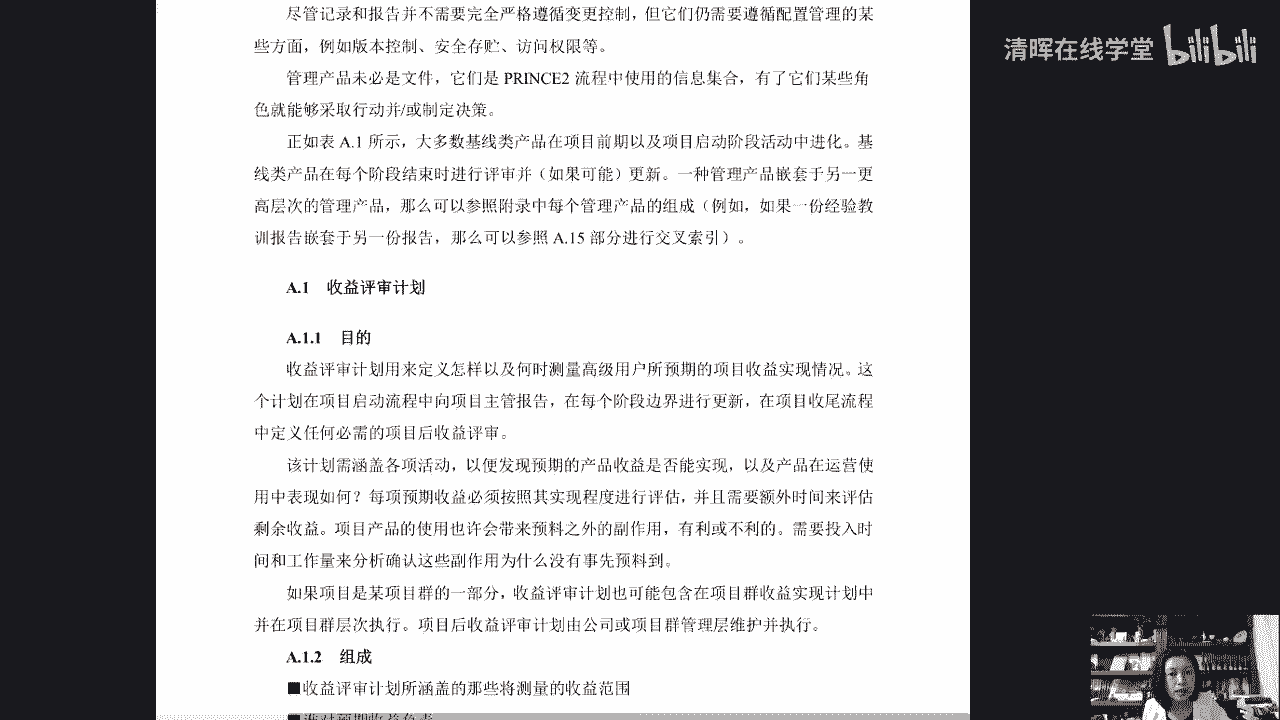 尽管记录和报告并不需要完全严格遵循变更控制，但它们仍需要遵循配置管理的某
些方面，例如版本控制、安全存贮、访问权限等。
管理产品未必是文件，它们是 PRINCE2 流程中使用的信息集合，有了它们某些角
色就能够采取行动并/或制定决策。
正如表 A.1 所示，大多数基线类产品在项目前期以及项目启动阶段活动中进化。基
线类产品在每个阶段结束时进行评审并（如果可能）更新。一种管理产品嵌套于另一更
高层次的管理产品，那么可以参照附录中每个管理产品的组成（例如，如果一份经验教
训报告嵌套于另一份报告，那么可以参照 A.15 部分进行交叉索引）。
A.1 收益评审计划
A.1.1 目的
收益评审计划用来定义怎样以及何时测量高级用户所预期的项目收益实现情况。这
个计划在项目启动流程中向项目主管报告，在每个阶段边界进行更新，在项目收尾流程
中定义任何必需的项目后收益评审。
该计划需涵盖各项活动，以便发现预期的产品收益是否能实现，以及产品在运营使
用中表现如何？每项预期收益必须按照其实现程度进行评估，并且需要额外时间来评估
剩余收益。项目产品的使用也许会带来预料之外的副作用，有利或不利的。需要投入时
间和工作量来分析确认这些副作用为什么没有事先预料到。
如果项目是某项目群的一部分，收益评审计划也可能包含在项目群收益实现计划中
并在项目群层次执行。项目后收益评审计划由公司或项目群管理层维护并执行。
A.1.2 组成
■收益评审计划所涵盖的那些将测量的收益范围
清晖在线学堂 bilibili